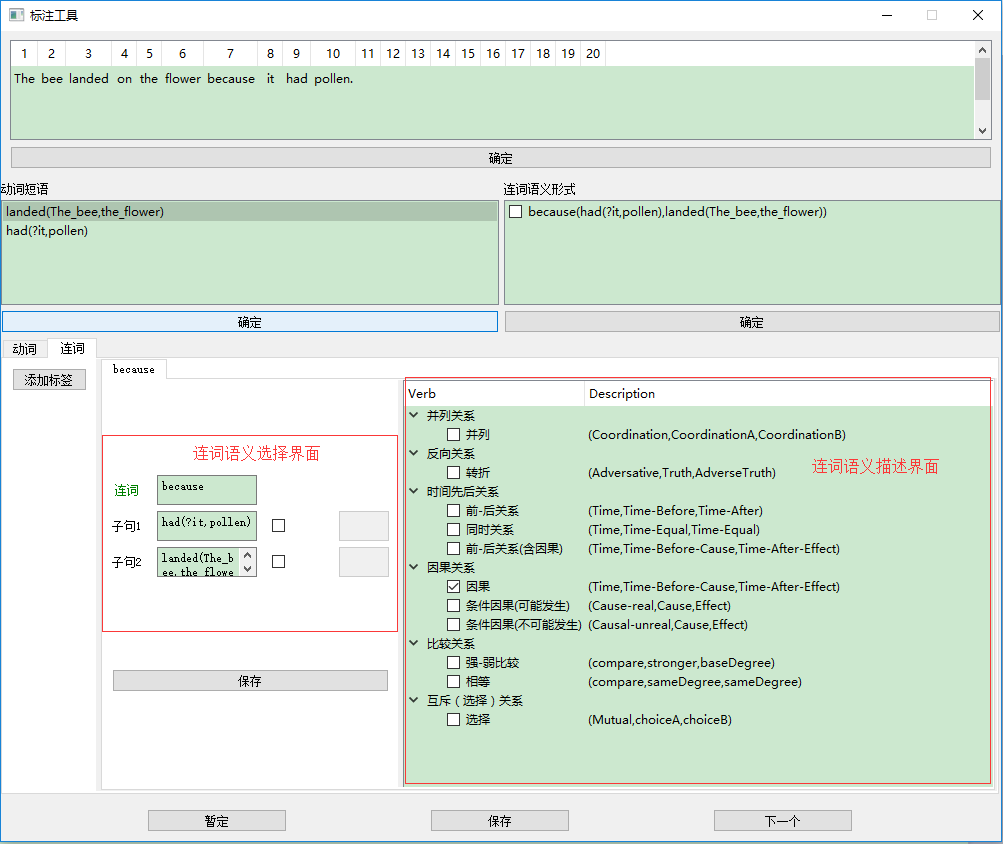 标注工具
1 2 3 4 5 6 7 8 9 10 11 12 13 14 15 16 17 18 19 20
The bee landed on the flower because it had pollen.
确定
动词短语
landed(The_bee,the_flower)
had(?it,pollen)
确定
连词语义形式
because(had(?it,pollen),landed(The_bee,the_flower))
确定
动词 连词
添加标签
because
连词语义选择界面
连词 because
子句1 had(?it,pollen)
子句2 landed(The_b
ee,the_flowe
保存
Verb Description
并列关系
并列 (Coordination,CoordinationA,CoordinationB)
反向关系
转折 (Adversative,Truth,AdverseTruth)
连词语义描述界面
时间先后关系
前-后关系 (Time,Time-Before,Time-After)
同时关系 (Time,Time-Equal,Time-Equal)
前-后关系(含因果) (Time,Time-Before-Cause,Time-After-Effect)
因果关系
因果 (Time,Time-Before-Cause,Time-After-Effect)
条件因果(可能发生) (Cause-real,Cause,Effect)
条件因果(不可能发生) (Causal-unreal,Cause,Effect)
比较关系
强-弱比较 (compare,stronger,baseDegree)
相等 (compare,sameDegree,sameDegree)
互斥（选择）关系
选择 (Mutual,choiceA,choiceB)
暂定 保存 下一个